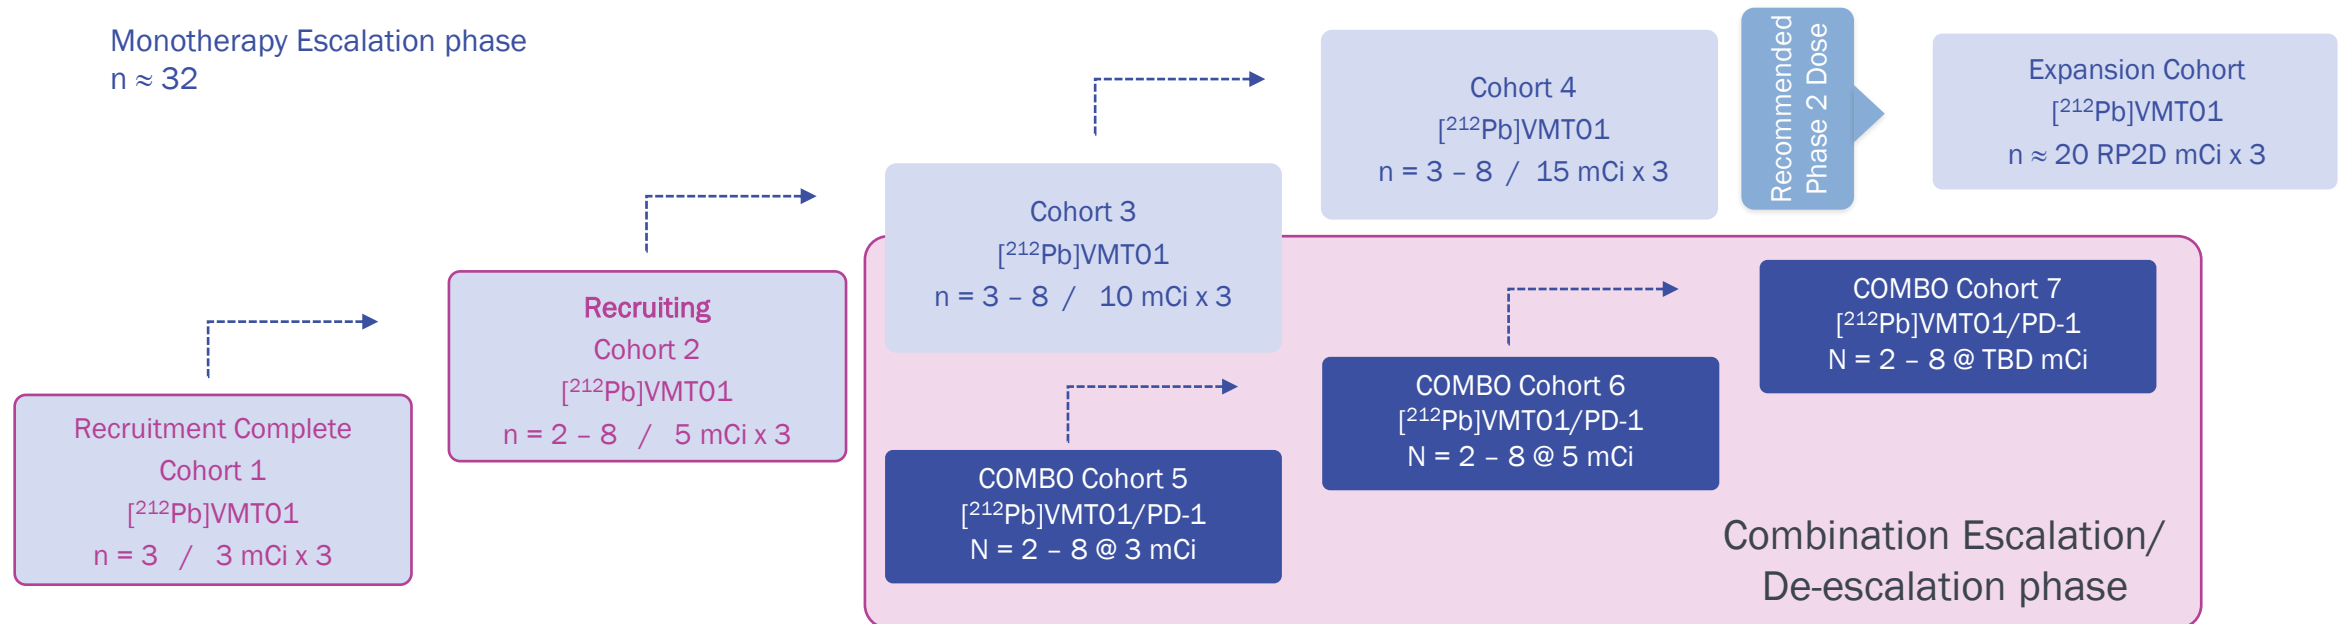 Monotherapy Escalation phase
n ≈ 32
Recruitment Complete
Cohort 1
[²¹²Pb]VMT01
n = 3 / 3 mCi x 3
Recruiting
Cohort 2
[²¹²Pb]VMT01
n = 2 – 8 / 5 mCi x 3
Cohort 3
[²¹²Pb]VMT01
n = 3 – 8 / 10 mCi x 3
Cohort 4
[²¹²Pb]VMT01
n = 3 – 8 / 15 mCi x 3
Recommended
Phase 2 Dose
Expansion Cohort
[²¹²Pb]VMT01
n ≈ 20 RP2D mCi x 3
COMBO Cohort 5
[²¹²Pb]VMT01/PD-1
N = 2 – 8 @ 3 mCi
COMBO Cohort 6
[²¹²Pb]VMT01/PD-1
N = 2 – 8 @ 5 mCi
COMBO Cohort 7
[²¹²Pb]VMT01/PD-1
N = 2 – 8 @ TBD mCi
Combination Escalation/
De-escalation phase